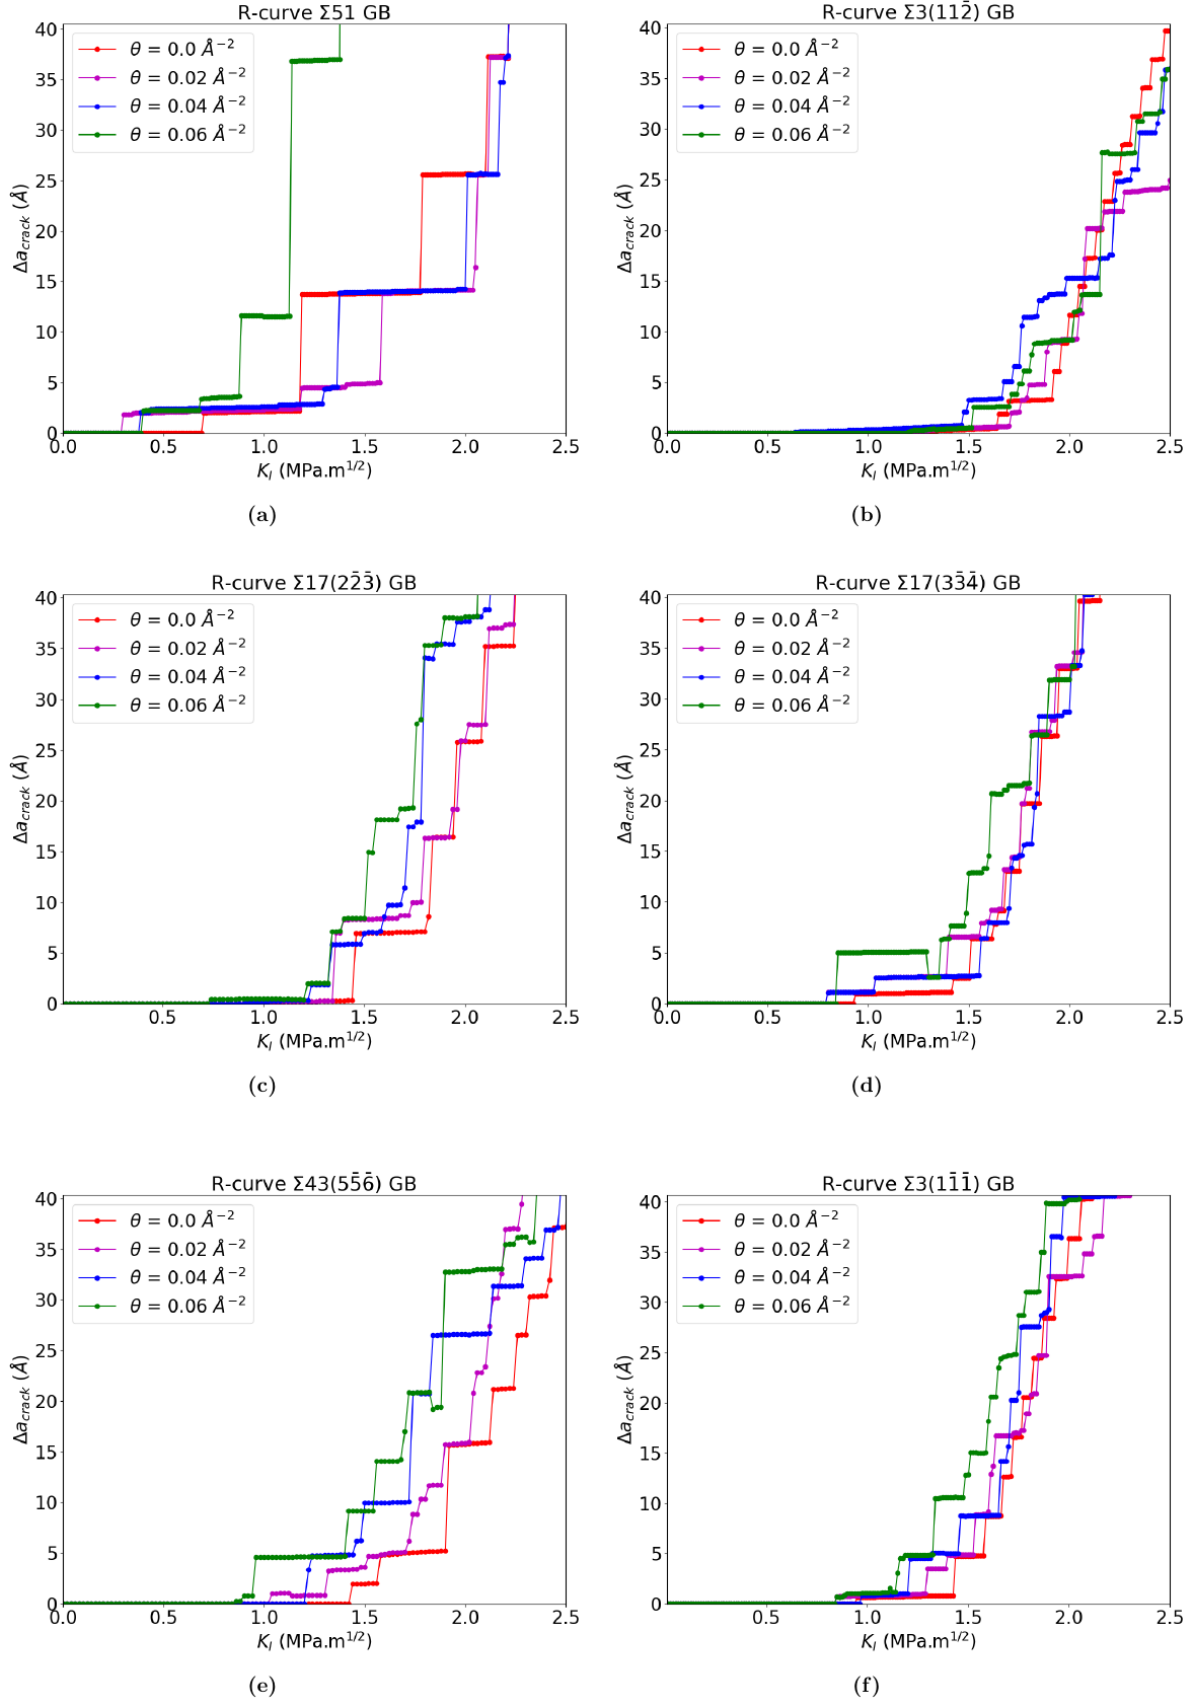 R-curve Σ51 GB
θ = 0.0 Å⁻²
θ = 0.02 Å⁻²
θ = 0.04 Å⁻²
θ = 0.06 Å⁻²
40
35
30
25
20
15
10
5
0
Δa_crack (Å)
0.0 0.5 1.0 1.5 2.0 2.5
K_I (MPa.m^1/2)
(a)
R-curve Σ3(112̄) GB
θ = 0.0 Å⁻²
θ = 0.02 Å⁻²
θ = 0.04 Å⁻²
θ = 0.06 Å⁻²
40
35
30
25
20
15
10
5
0
Δa_crack (Å)
0.0 0.5 1.0 1.5 2.0 2.5
K_I (MPa.m^1/2)
(b)
R-curve Σ17(22̄3̄) GB
θ = 0.0 Å⁻²
θ = 0.02 Å⁻²
θ = 0.04 Å⁻²
θ = 0.06 Å⁻²
40
35
30
25
20
15
10
5
0
Δa_crack (Å)
0.0 0.5 1.0 1.5 2.0 2.5
K_I (MPa.m^1/2)
(c)
R-curve Σ17(33̄4̄) GB
θ = 0.0 Å⁻²
θ = 0.02 Å⁻²
θ = 0.04 Å⁻²
θ = 0.06 Å⁻²
40
35
30
25
20
15
10
5
0
Δa_crack (Å)
0.0 0.5 1.0 1.5 2.0 2.5
K_I (MPa.m^1/2)
(d)
R-curve Σ43(55̄6̄) GB
θ = 0.0 Å⁻²
θ = 0.02 Å⁻²
θ = 0.04 Å⁻²
θ = 0.06 Å⁻²
40
35
30
25
20
15
10
5
0
Δa_crack (Å)
0.0 0.5 1.0 1.5 2.0 2.5
K_I (MPa.m^1/2)
(e)
R-curve Σ3(11̄1̄) GB
θ = 0.0 Å⁻²
θ = 0.02 Å⁻²
θ = 0.04 Å⁻²
θ = 0.06 Å⁻²
40
35
30
25
20
15
10
5
0
Δa_crack (Å)
0.0 0.5 1.0 1.5 2.0 2.5
K_I (MPa.m^1/2)
(f)